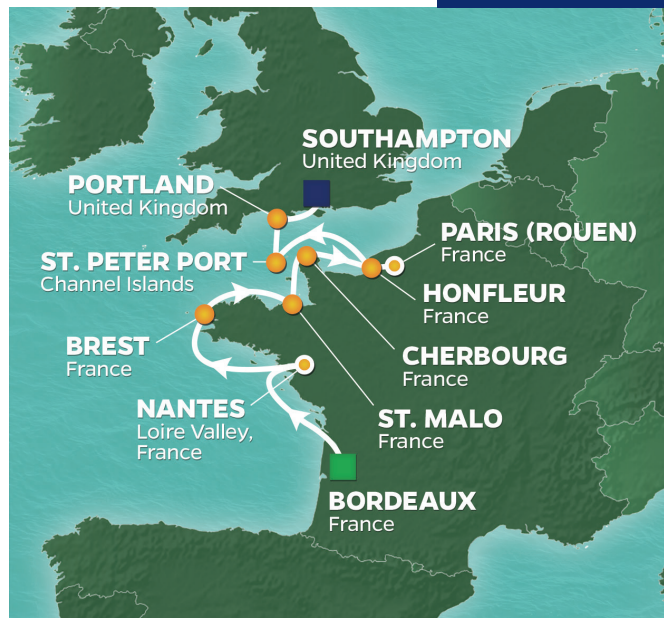 SOUTHAMPTON
United Kingdom
PORTLAND
United Kingdom
PARIS (ROUEN)
France
ST. PETER PORT
Channel Islands
HONFLEUR
France
BREST
France
CHERBOURG
France
NANTES
Loire Valley,
France
ST. MALO
France
BORDEAUX
France